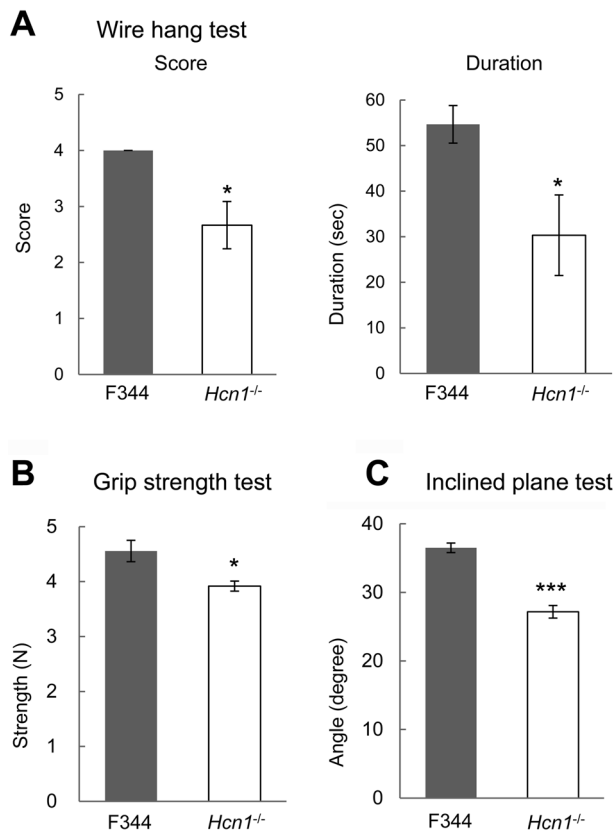 A Wire hang test
Score
Duration
Score
5
4
3
2
1
0
*
F344
Hcn1-/-
Duration (sec)
60
50
40
30
20
10
0
*
F344
Hcn1-/-
B Grip strength test
Strength (N)
5
4
3
2
1
0
*
F344
Hcn1-/-
C Inclined plane test
Angle (degree)
40
30
20
10
0
***
F344
Hcn1-/-